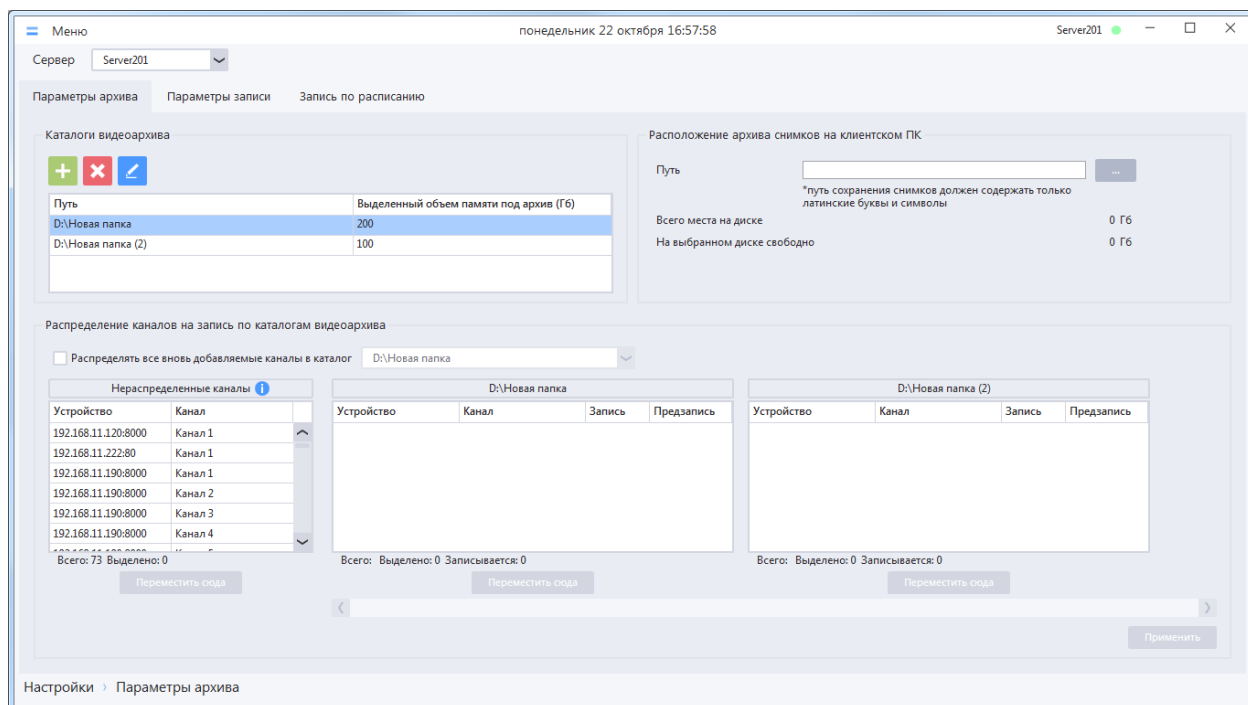 Меню
понедельник 22 октября 16:57:58
Server201
Сервер
Server201
Параметры архива
Параметры записи
Запись по расписанию
Каталоги видеоархива
Путь Выделенный объем памяти под архив (Гб)
D:\Новая папка 200
D:\Новая папка (2) 100
Расположение архива снимков на клиентском ПК
Путь
...
*путь сохранения снимков должен содержать только
латинские буквы и символы
Всего места на диске 0 Гб
На выбранном диске свободно 0 Гб
Распределение каналов на запись по каталогам видеоархива
Распределять все вновь добавляемые каналы в каталог D:\Новая папка
Нераспределенные каналы i
Устройство Канал
192.168.11.120:8000 Канал 1
192.168.11.222:80 Канал 1
192.168.11.190:8000 Канал 1
192.168.11.190:8000 Канал 2
192.168.11.190:8000 Канал 3
192.168.11.190:8000 Канал 4
Всего: 73 Выделено: 0
Переместить сюда
D:\Новая папка
Устройство Канал Запись Предзапись
Всего: Выделено: 0 Записывается: 0
Переместить сюда
D:\Новая папка (2)
Устройство Канал Запись Предзапись
Всего: Выделено: 0 Записывается: 0
Переместить сюда
Применить
Настройки › Параметры архива